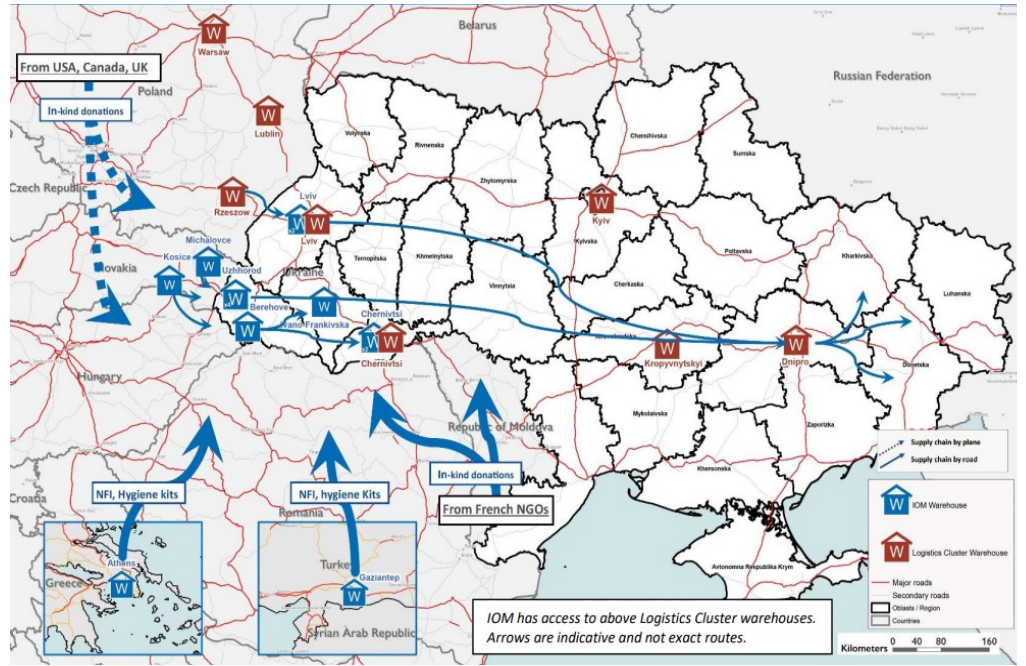 Belarus
Warsaw
From USA, Canada, UK
Russian Federation
Poland
In-kind donations
Lublin
Volynska
Rivnenska
Chernihivska
Sumska
Zhytomyrska
Czech Republic
Rzeszow
Lviv
Lviv
Kyiv
Kyivska
Poltavska
Kharkivska
Michalovce
Kosice
Uzhhorod
Slovakia
Ukraine
Ternopilska
Khmelnytska
Vinnytsia
Cherkaska
Luhanska
Berehove
Ivano-Frankivska
Chernivtsi
Chernivtsi
Kropyvnytskyi
Dnipro
Donetska
Hungary
Mykolaivska
Zaporizka
Republic of Moldova
Khersonska
Supply chain by plane
Supply chain by road
In-kind donations
From French NGOs
NFI, Hygiene kits
NFI, hygiene Kits
Croatia
Romania
IOM Warehouse
Logistics Cluster Warehouse
Major roads
Secondary roads
Oblasts / Region
Countries
Avtonomna Respublika Krym
Athens
Greece
Turkey
Gaziantep
Syrian Arab Republic
IOM has access to above Logistics Cluster warehouses.
Arrows are indicative and not exact routes.
Kilometers
0 40 80 160